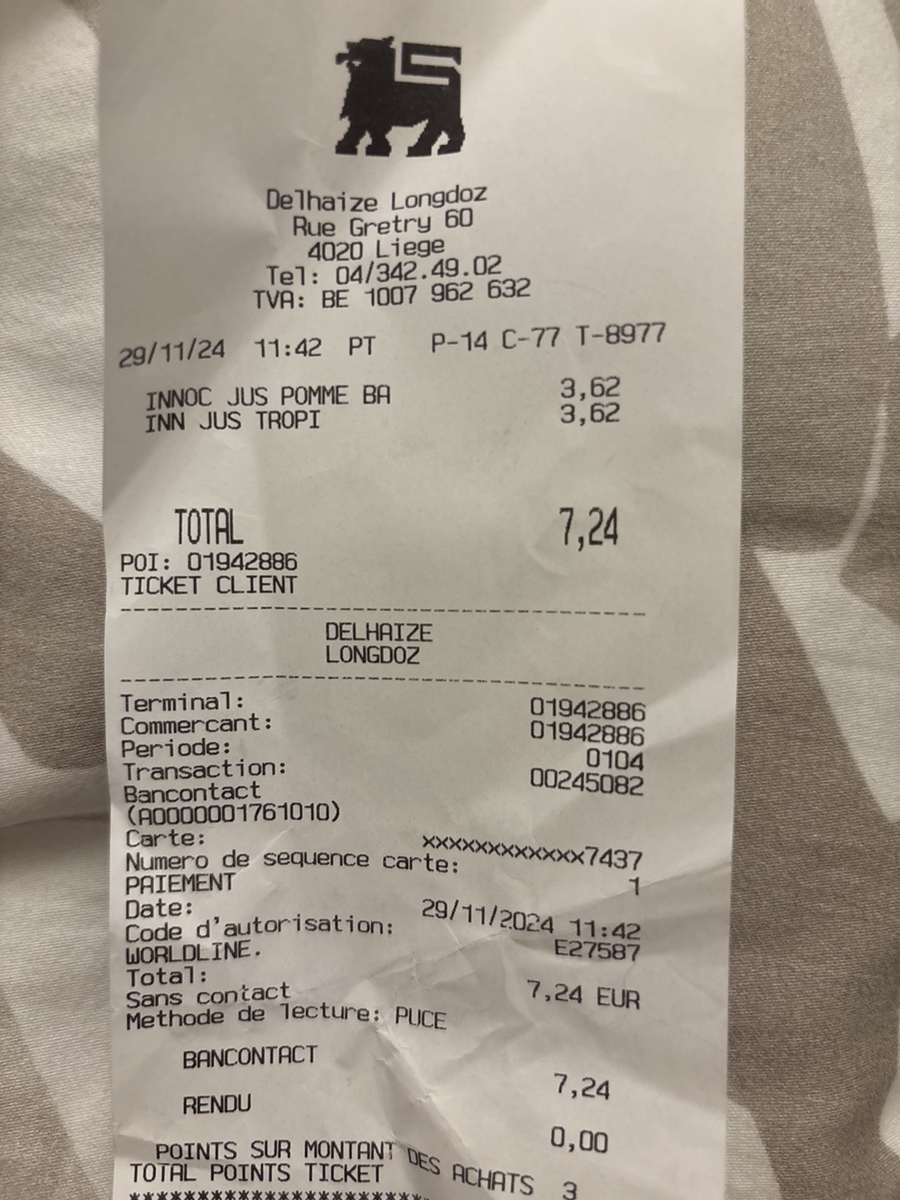 Delhaize Longdoz
Rue Gretry 60
4020 Liege
Tel: 04/342.49.02
TVA: BE 1007 962 632
29/11/24 11:42 PT P-14 C-77 T-8977
INNOC JUS POMME BA 3,62
INN JUS TROPI 3,62
TOTAL 7,24
POI: 01942886
TICKET CLIENT
--------------------------------------------
DELHAIZE
LONGDOZ
--------------------------------------------
Terminal: 01942886
Commercant: 01942886
Periode: 0104
Transaction: 00245082
Bancontact
(A0000001761010)
Carte: xxxxxxxxxxxx7437
Numero de sequence carte: 1
PAIEMENT
Date: 29/11/2024 11:42
Code d'autorisation: E27587
WORLDLINE.
Total: 7,24 EUR
Sans contact
Methode de lecture: PUCE
BANCONTACT 7,24
RENDU 0,00
POINTS SUR MONTANT DES ACHATS 3
TOTAL POINTS TICKET
**********************